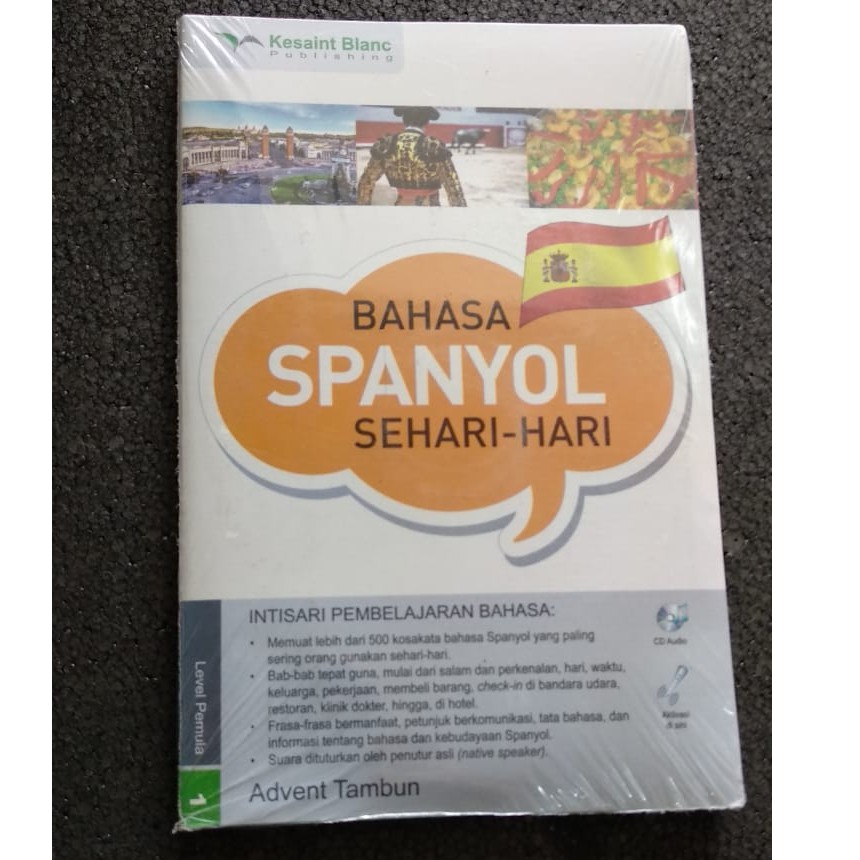 Kesaint Blanc
Publishing
BAHASA
SPANYOL
SEHARI-HARI
INTISARI PEMBELAJARAN BAHASA:
• Memuat lebih dari 500 kosakata bahasa Spanyol yang paling
sering orang gunakan sehari-hari.
• Bab-bab tepat guna, mulai dari salam dan perkenalan, hari, waktu,
keluarga, pekerjaan, membeli barang, check-in di bandara udara,
restoran, klinik dokter, hingga, di hotel.
• Frasa-frasa bermanfaat, petunjuk berkomunikasi, tata bahasa, dan
informasi tentang bahasa dan kebudayaan Spanyol.
• Suara dituturkan oleh penutur asli (native speaker).
CD Audio
Aktivasi
Level Pemula
1
Advent Tambun